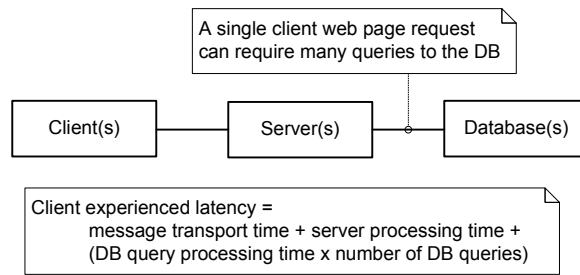 A single client web page request
can require many queries to the DB
Client(s)
Server(s)
Database(s)
Client experienced latency =
message transport time + server processing time +
(DB query processing time x number of DB queries)